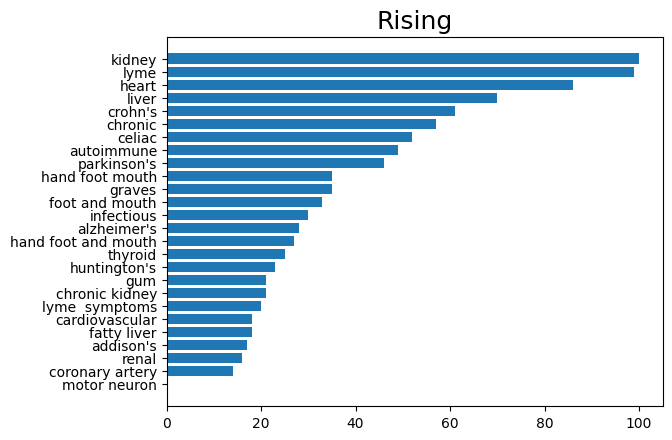 Rising
kidney
lyme
heart
liver
crohn's
chronic
celiac
autoimmune
parkinson's
hand foot mouth
graves
foot and mouth
infectious
alzheimer's
hand foot and mouth
thyroid
huntington's
gum
chronic kidney
lyme  symptoms
cardiovascular
fatty liver
addison's
renal
coronary artery
motor neuron
0 20 40 60 80 100